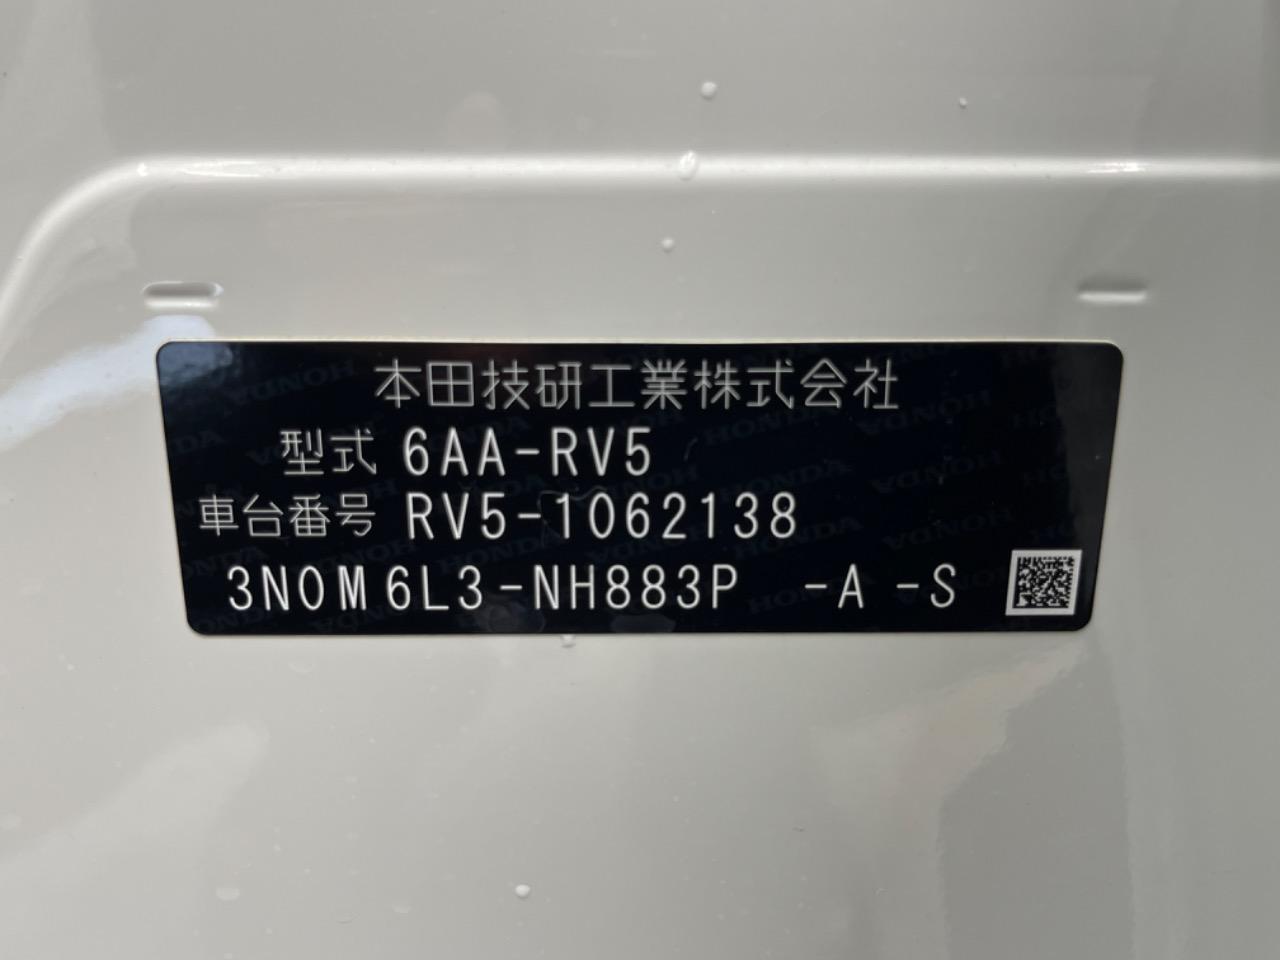 本田技研工業株式会社
型式 6AA-RV5
車台番号 RV5-1062138
3N0M6L3-NH883P -A -S